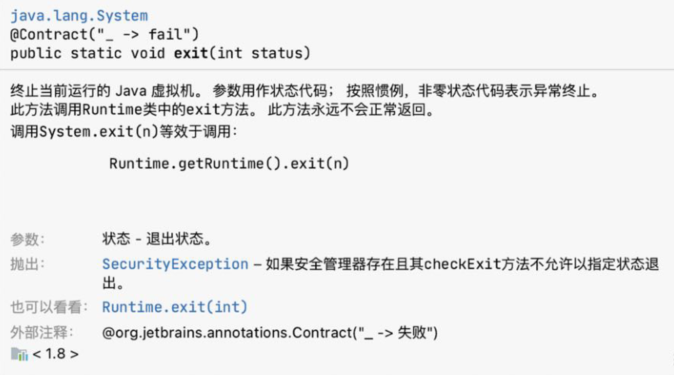 java.lang.System
@Contract("_ -> fail")
public static void exit(int status)
终止当前运行的 Java 虚拟机。 参数用作状态代码； 按照惯例，非零状态代码表示异常终止。
此方法调用Runtime类中的exit方法。 此方法永远不会正常返回。
调用System.exit(n)等效于调用：
Runtime.getRuntime().exit(n)
参数： 状态 – 退出状态。
抛出： SecurityException – 如果安全管理器存在且其checkExit方法不允许以指定状态退
出。
也可以看看： Runtime.exit(int)
外部注释： @org.jetbrains.annotations.Contract("_ -> 失败")
< 1.8 >